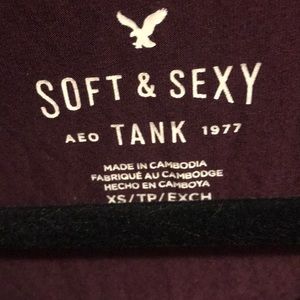 SOFT & SEXY
AEO TANK 1977
MADE IN CAMBODIA
FABRIQUÉ AU CAMBODGE
HECHO EN CAMBOYA
XS/TP/EXCH